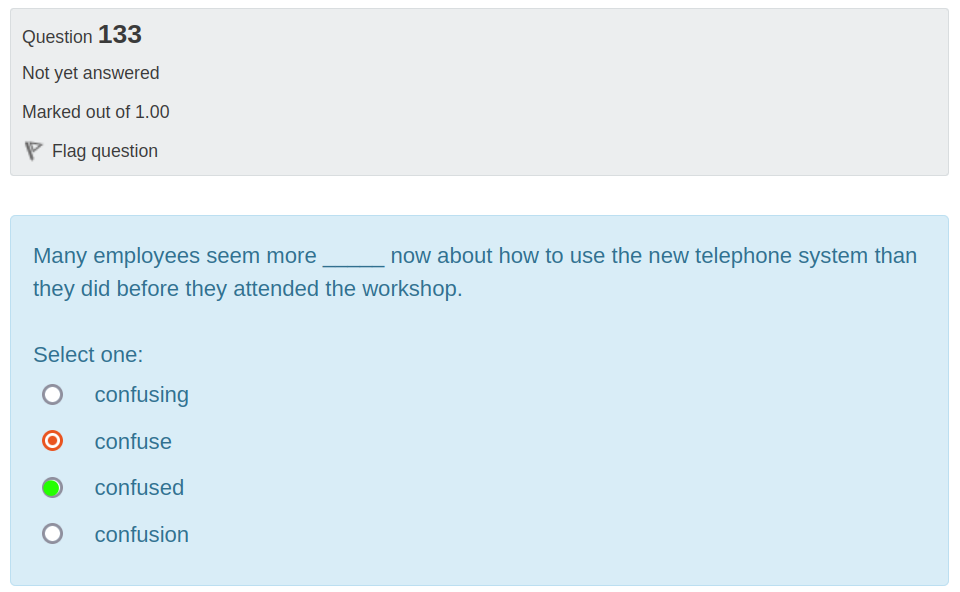 Question 133
Not yet answered
Marked out of 1.00
Flag question
Many employees seem more _____ now about how to use the new telephone system than
they did before they attended the workshop.
Select one:
confusing
confuse
confused
confusion